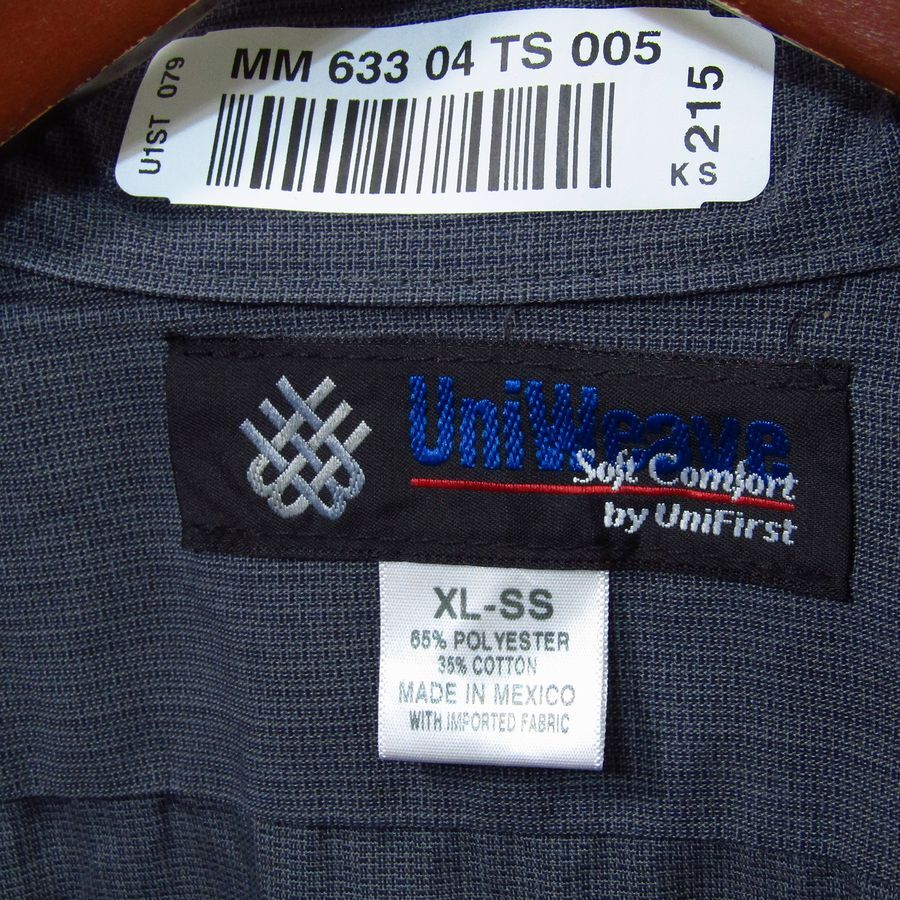 MM 633 04 TS 005
U1ST 079
215
KS
UniWeave
Soft Comfort
by UniFirst
XL-SS
65% POLYESTER
35% COTTON
MADE IN MEXICO
WITH IMPORTED FABRIC